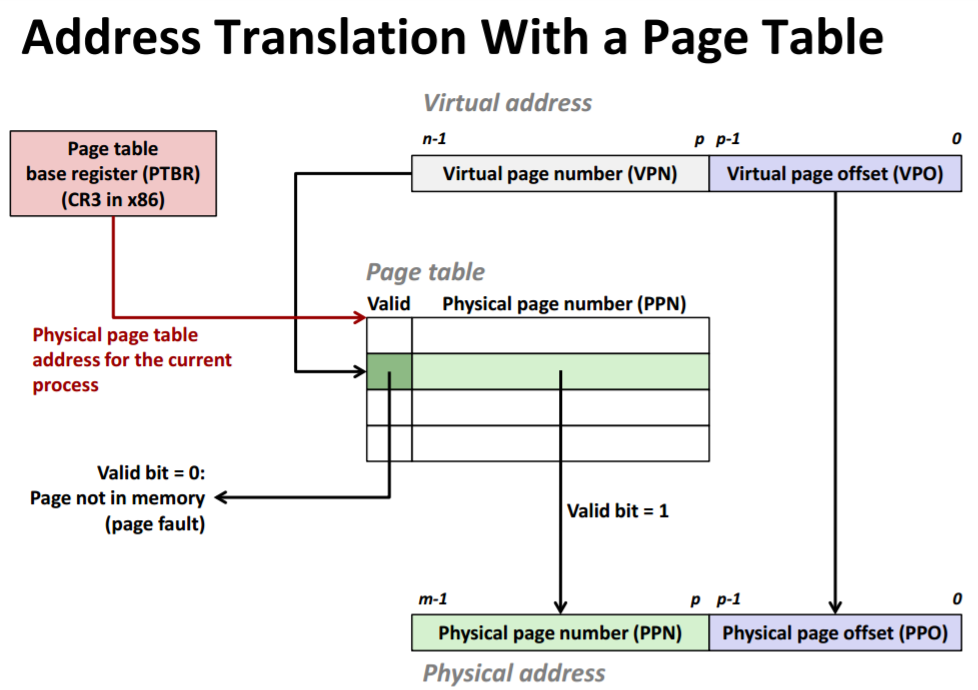 Address Translation With a Page Table
Virtual address
n-1 p p-1 0
Page table
base register (PTBR)
(CR3 in x86)
Virtual page number (VPN) Virtual page offset (VPO)
Page table
Valid Physical page number (PPN)
Physical page table
address for the current
process
Valid bit = 0:
Page not in memory
(page fault)
Valid bit = 1
m-1 p p-1 0
Physical page number (PPN) Physical page offset (PPO)
Physical address